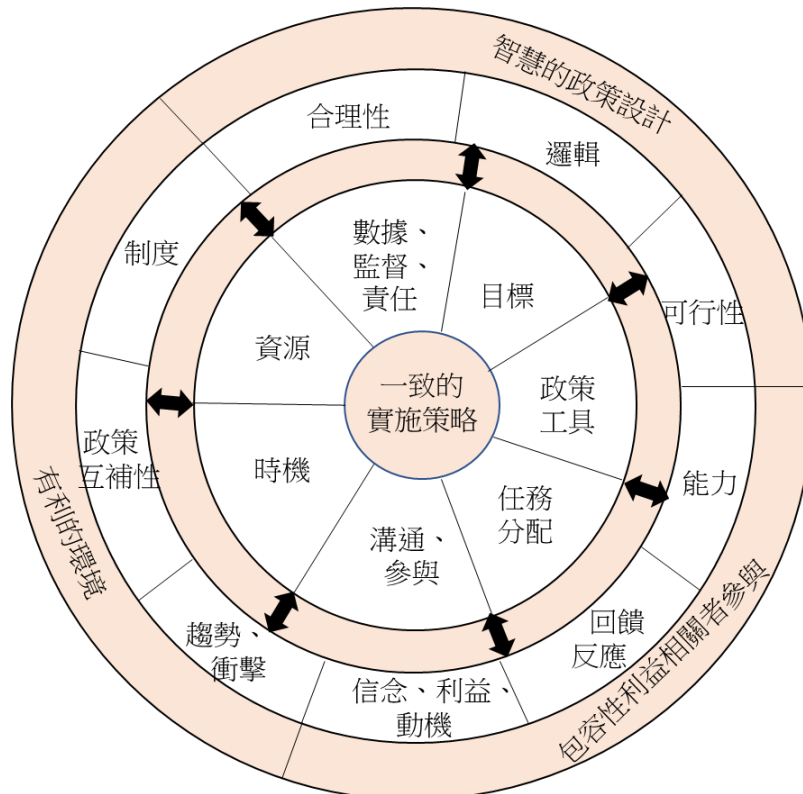 智慧的政策設計
合理性
邏輯
制度
數據、
監督、
責任
目標
可行性
資源
一致的
實施策略
政策
工具
政策
互補性
時機
任務
分配
能力
有利的環境
溝通、
參與
回饋
反應
趨勢、
衝擊
信念、利益、
動機
包容性利益相關者參與